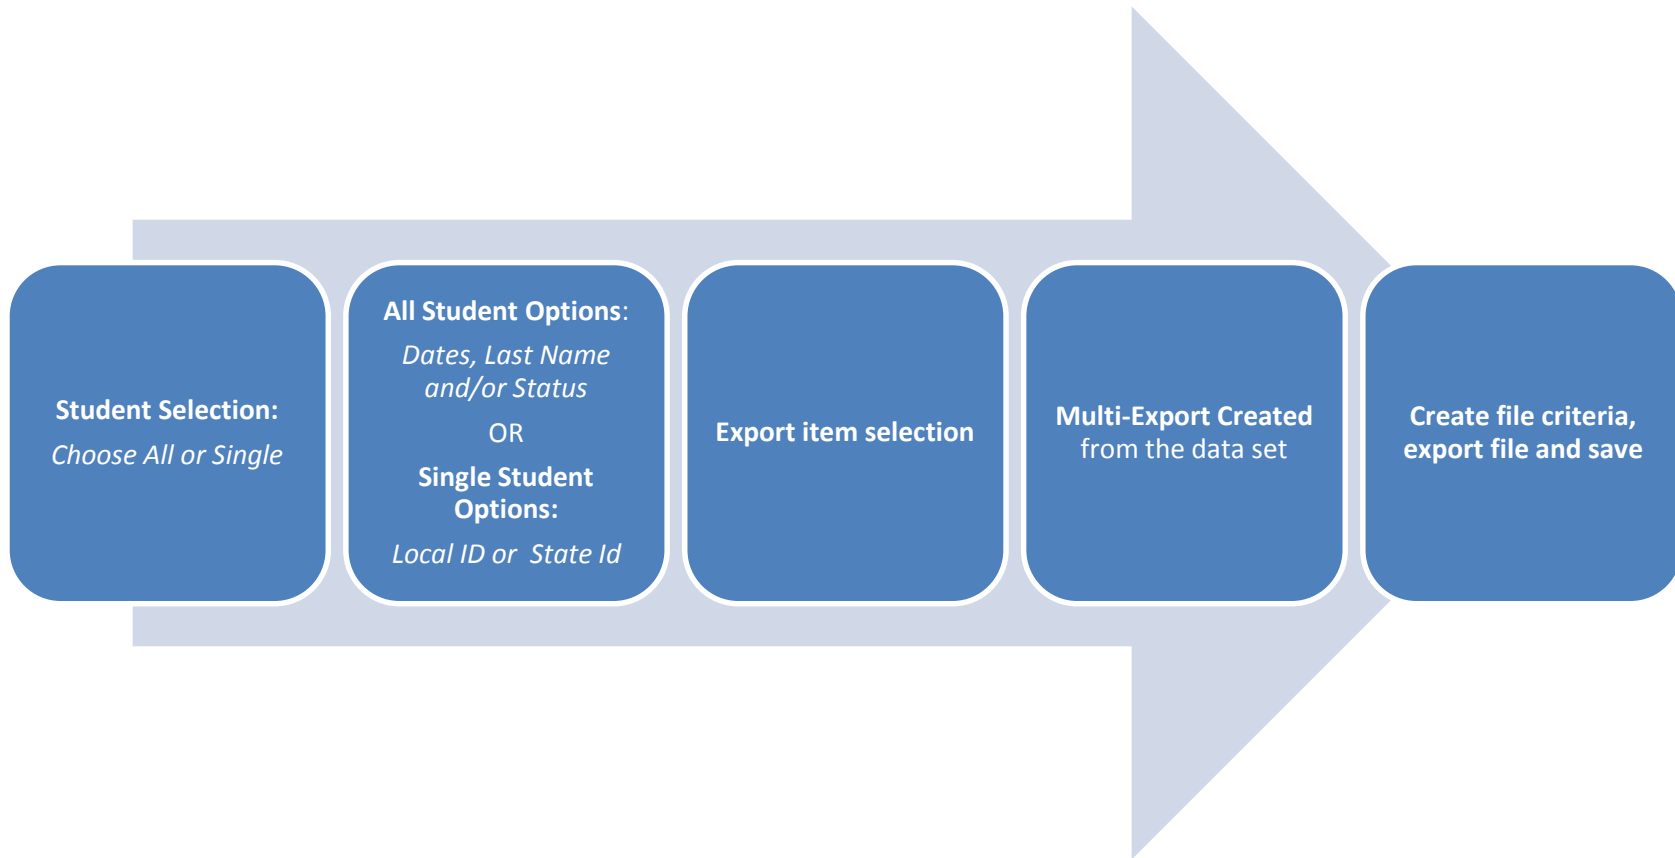 Student Selection:
Choose All or Single
All Student Options:
Dates, Last Name
and/or Status
OR
Single Student
Options:
Local ID or  State Id
Export item selection
Multi-Export Created
from the data set
Create file criteria,
export file and save